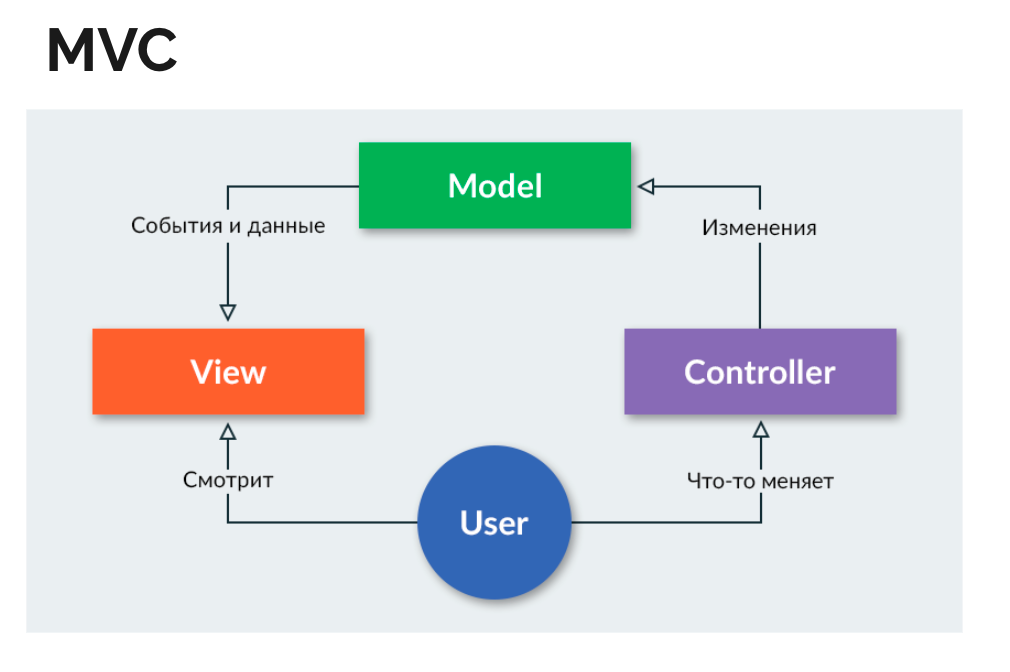 MVC
Model
События и данные
Изменения
View
Controller
Смотрит
Что-то меняет
User